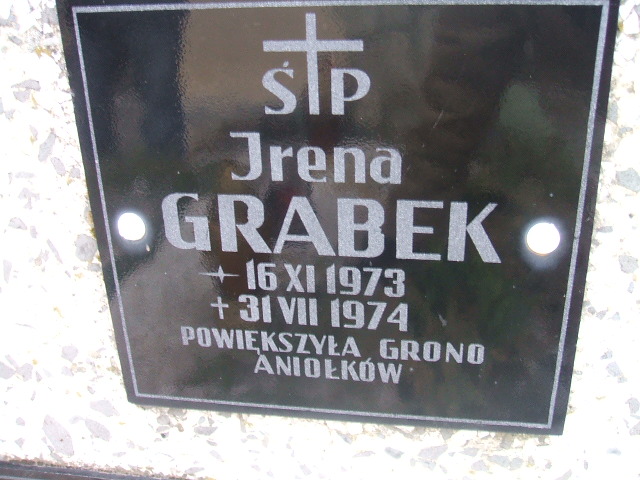 ŚP
Jrena
GRABEK
16 XI 1973
+ 31 VII 1974
POWIĘKSZYŁA GRONO
ANIOŁKÓW